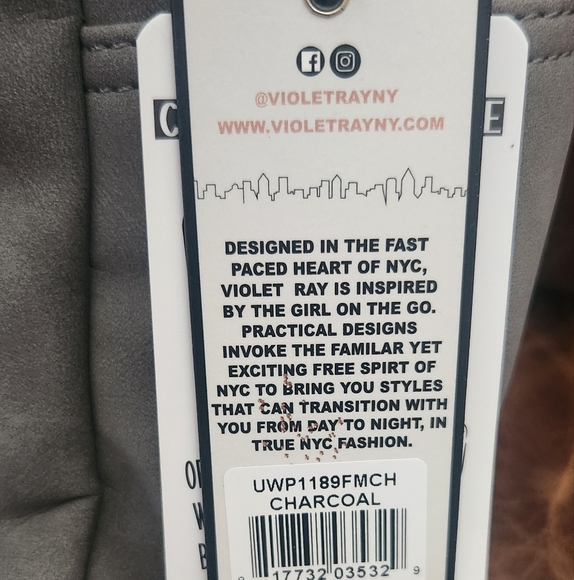 @VIOLETRAYNY
WWW.VIOLETRAYNY.COM
DESIGNED IN THE FAST
PACED HEART OF NYC,
VIOLET RAY IS INSPIRED
BY THE GIRL ON THE GO.
PRACTICAL DESIGNS
INVOKE THE FAMILAR YET
EXCITING FREE SPIRT OF
NYC TO BRING YOU STYLES
THAT CAN TRANSITION WITH
YOU FROM DAY TO NIGHT, IN
TRUE NYC FASHION.
UWP1189FMCH
CHARCOAL
17732 03532 9